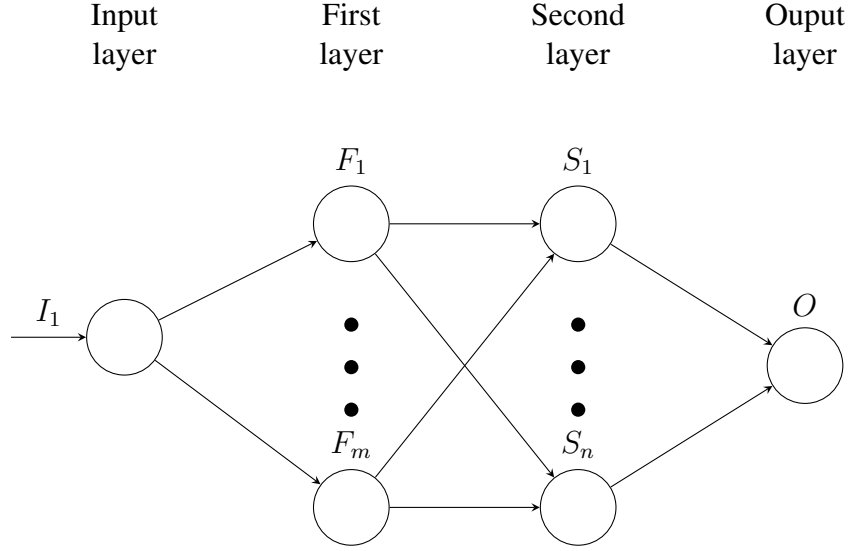 Input layer
First layer
Second layer
Ouput layer
F₁
S₁
I₁
O
Fₘ
Sₙ